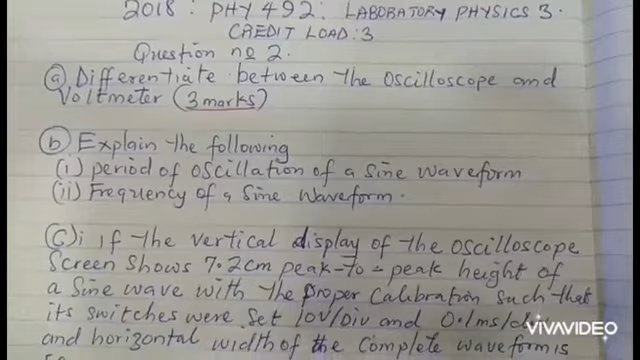 2018: PHY 492: LABORATORY PHYSICS 3.
CREDIT LOAD: 3
Question no 2.
(a) Differentiate between the oscilloscope and
Voltmeter (3 marks)
(b) Explain the following
(i) period of oscillation of a sine waveform
(ii) Frequency of a Sine Waveform.
(C) i, If the vertical display of the oscilloscope
Screen Shows 7.2cm peak-to-peak height of
a Sine wave with the proper calibration such that
its switches were set 10V/Div and 0.1ms/div
and horizontal width of the complete waveform is
VIVAVIDEO